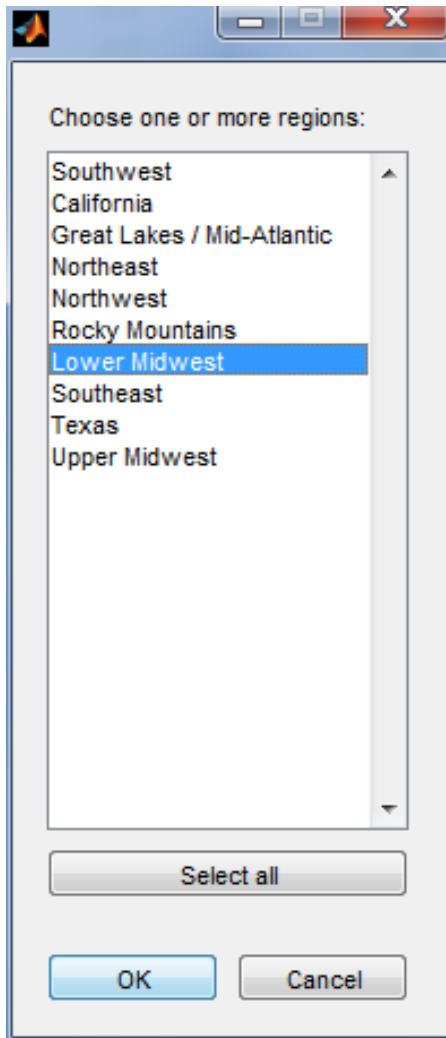 Choose one or more regions:
Southwest
California
Great Lakes / Mid-Atlantic
Northeast
Northwest
Rocky Mountains
Lower Midwest
Southeast
Texas
Upper Midwest
Select all
OK Cancel